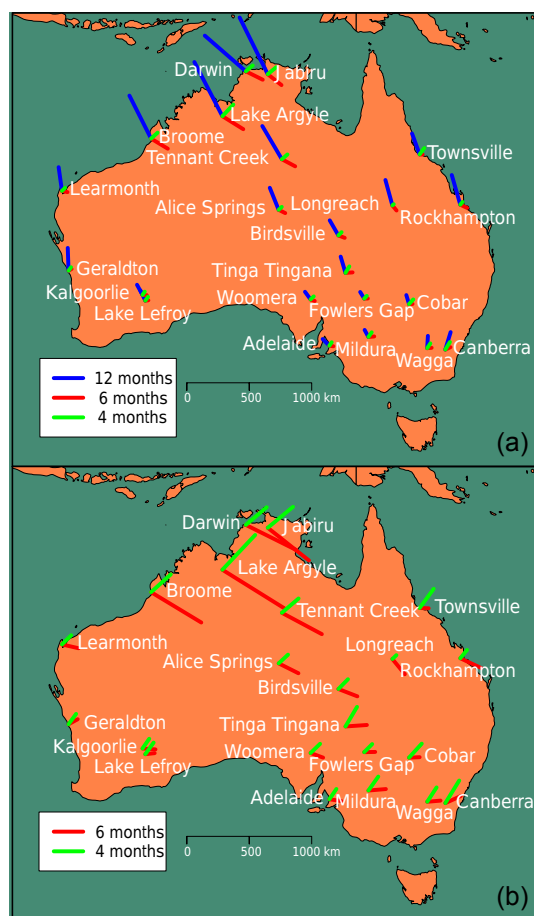 Darwin
Jabiru
Lake Argyle
Broome
Tennant Creek
Townsville
Learmonth
Alice Springs
Longreach
Rockhampton
Birdsville
Geraldton
Tinga Tingana
Kalgoorlie
Woomera
Cobar
Lake Lefroy
Fowlers Gap
Adelaide
Mildura
Canberra
Wagga
12 months
6 months
4 months
0 500 1000 km
(a)
Darwin
Jabiru
Lake Argyle
Broome
Tennant Creek
Townsville
Learmonth
Longreach
Alice Springs
Rockhampton
Birdsville
Geraldton
Tinga Tingana
Kalgoorlie
Woomera
Cobar
Lake Lefroy
Fowlers Gap
Adelaide
Mildura
Canberra
Wagga
6 months
4 months
0 500 1000 km
(b)